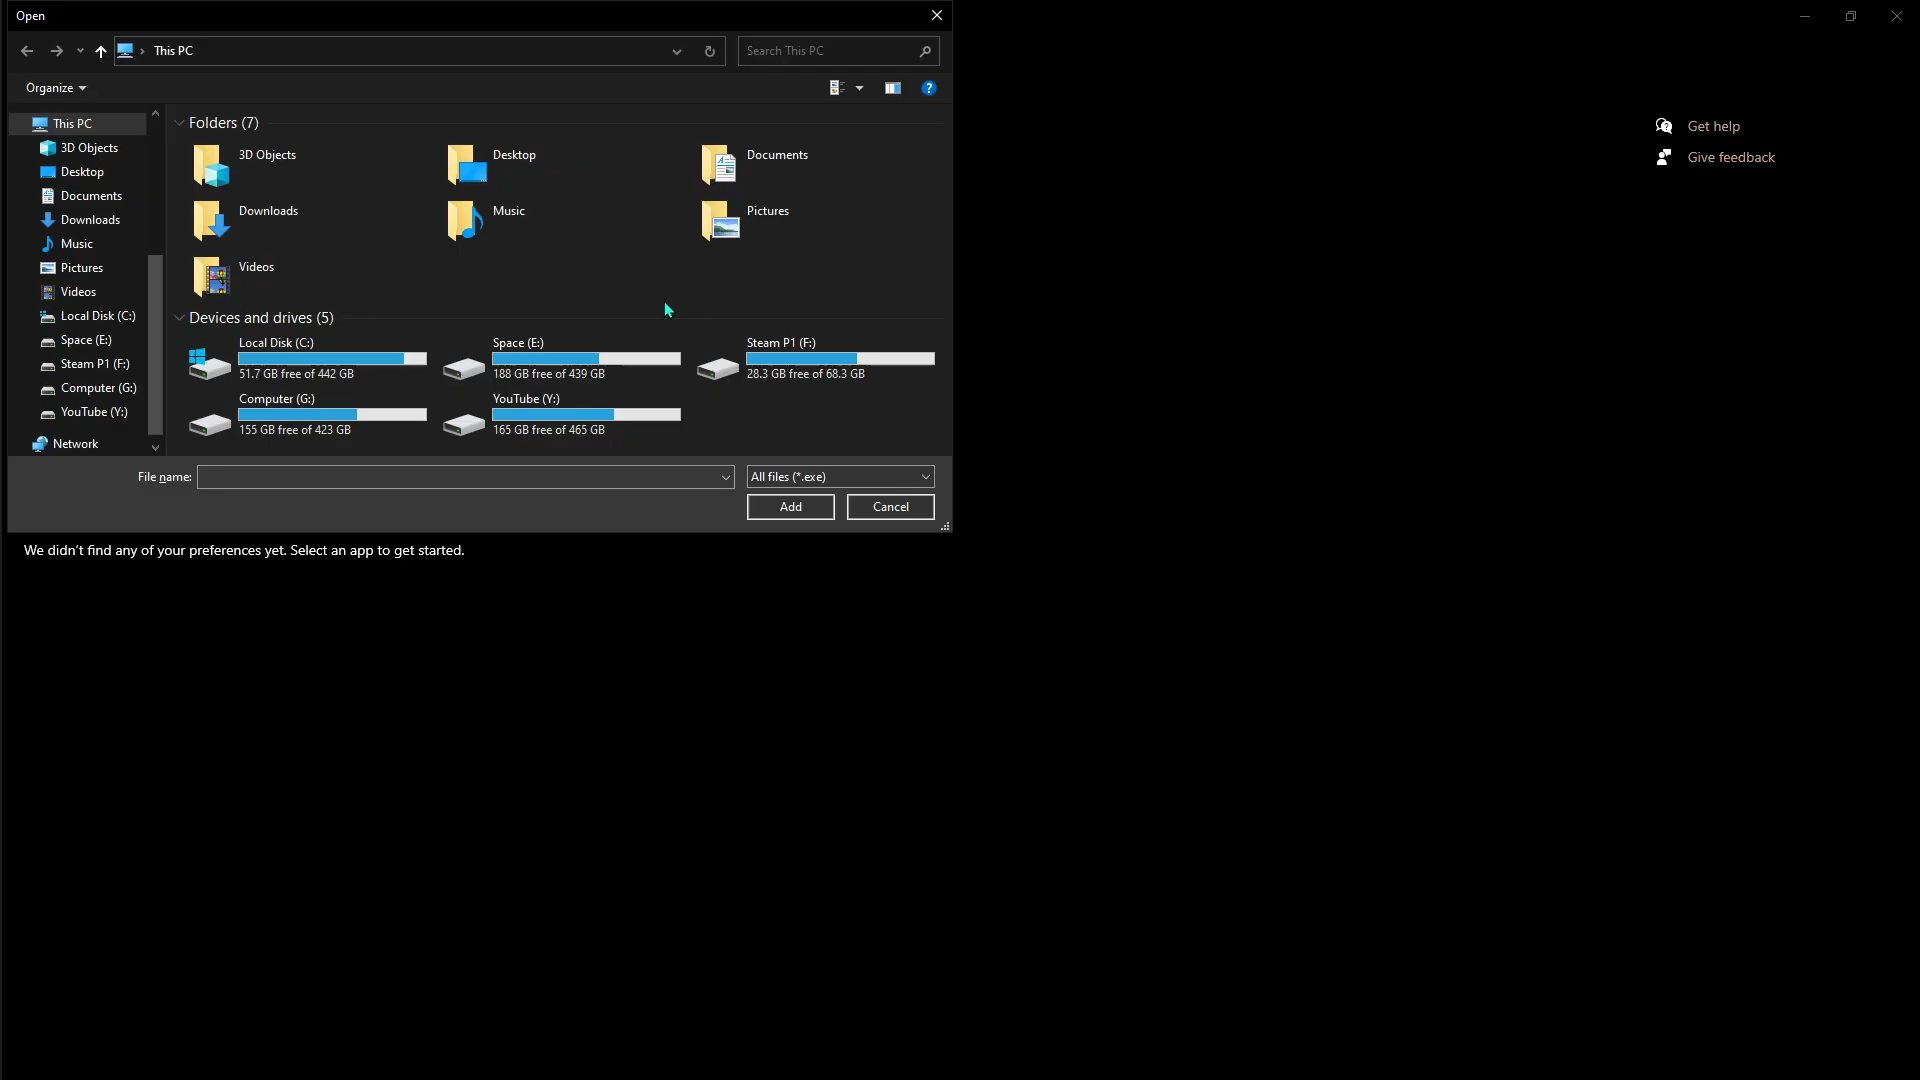 Open
This PC
Search This PC
Organize
This PC
3D Objects
Desktop
Documents
Downloads
Music
Pictures
Videos
Local Disk (C:)
Space (E:)
Steam P1 (F:)
Computer (G:)
YouTube (Y:)
Network
Folders (7)
3D Objects
Desktop
Documents
Downloads
Music
Pictures
Videos
Devices and drives (5)
Local Disk (C:)
51.7 GB free of 442 GB
Space (E:)
188 GB free of 439 GB
Steam P1 (F:)
28.3 GB free of 68.3 GB
Computer (G:)
155 GB free of 423 GB
YouTube (Y:)
165 GB free of 465 GB
File name:
All files (*.exe)
Add
Cancel
Get help
Give feedback
We didn't find any of your preferences yet. Select an app to get started.